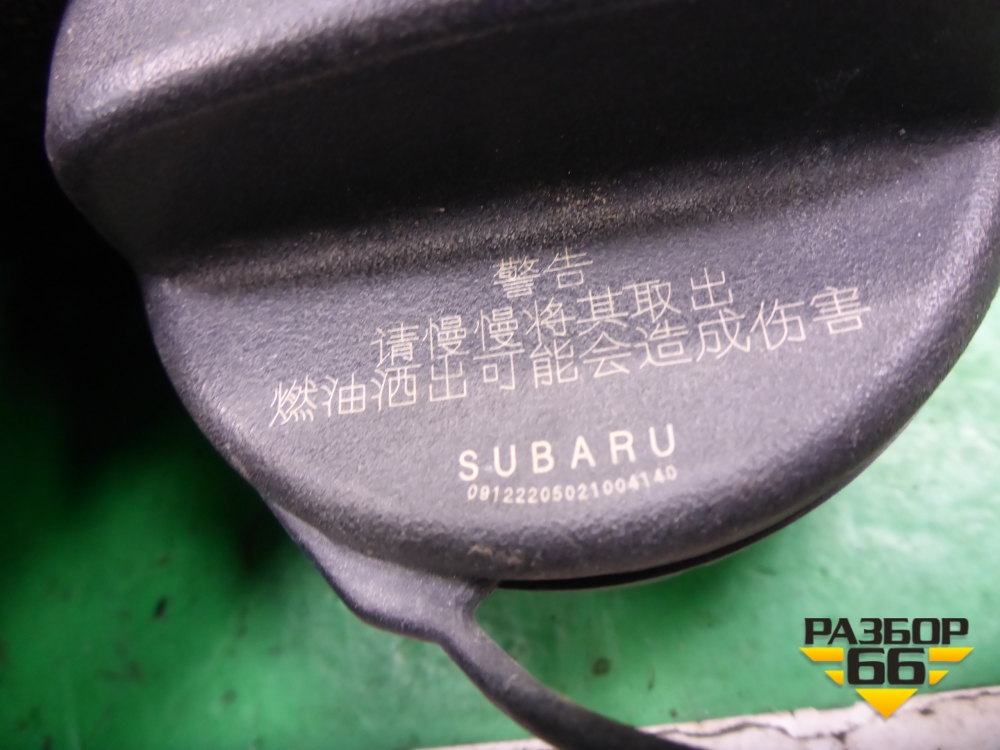 警告
请慢慢将其取出
燃油洒出可能会造成伤害
SUBARU
09122205021004140
РАЗБОР
66